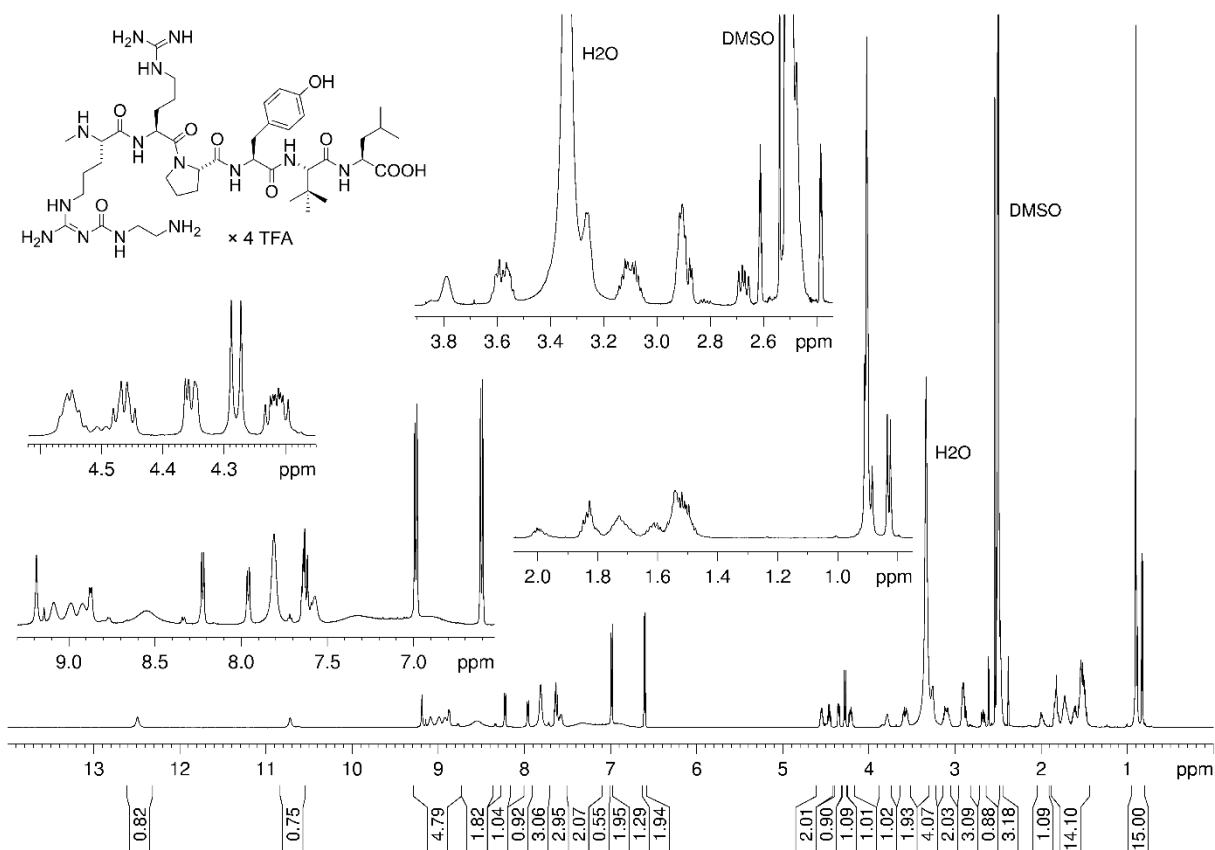 H2N NH
NH
OH
H2O
DMSO
O
H
N
O
N
H
O
N
O
N
H
O
H
N
O
N
H
COOH
HN
O
H2N N N
H
NH2
× 4 TFA
3.8 3.6 3.4 3.2 3.0 2.8 2.6 ppm
DMSO
4.5 4.4 4.3 ppm
H2O
2.0 1.8 1.6 1.4 1.2 1.0 ppm
9.0 8.5 8.0 7.5 7.0 ppm
13 12 11 10 9 8 7 6 5 4 3 2 1 ppm
0.82 0.75 4.79 1.82 1.04 0.92 3.06 2.95 2.07 0.55 1.95 1.29 1.94 2.01 0.90 1.09 1.01 1.02 1.93 4.07 2.03 3.09 0.88 3.18 1.09 14.10 15.00